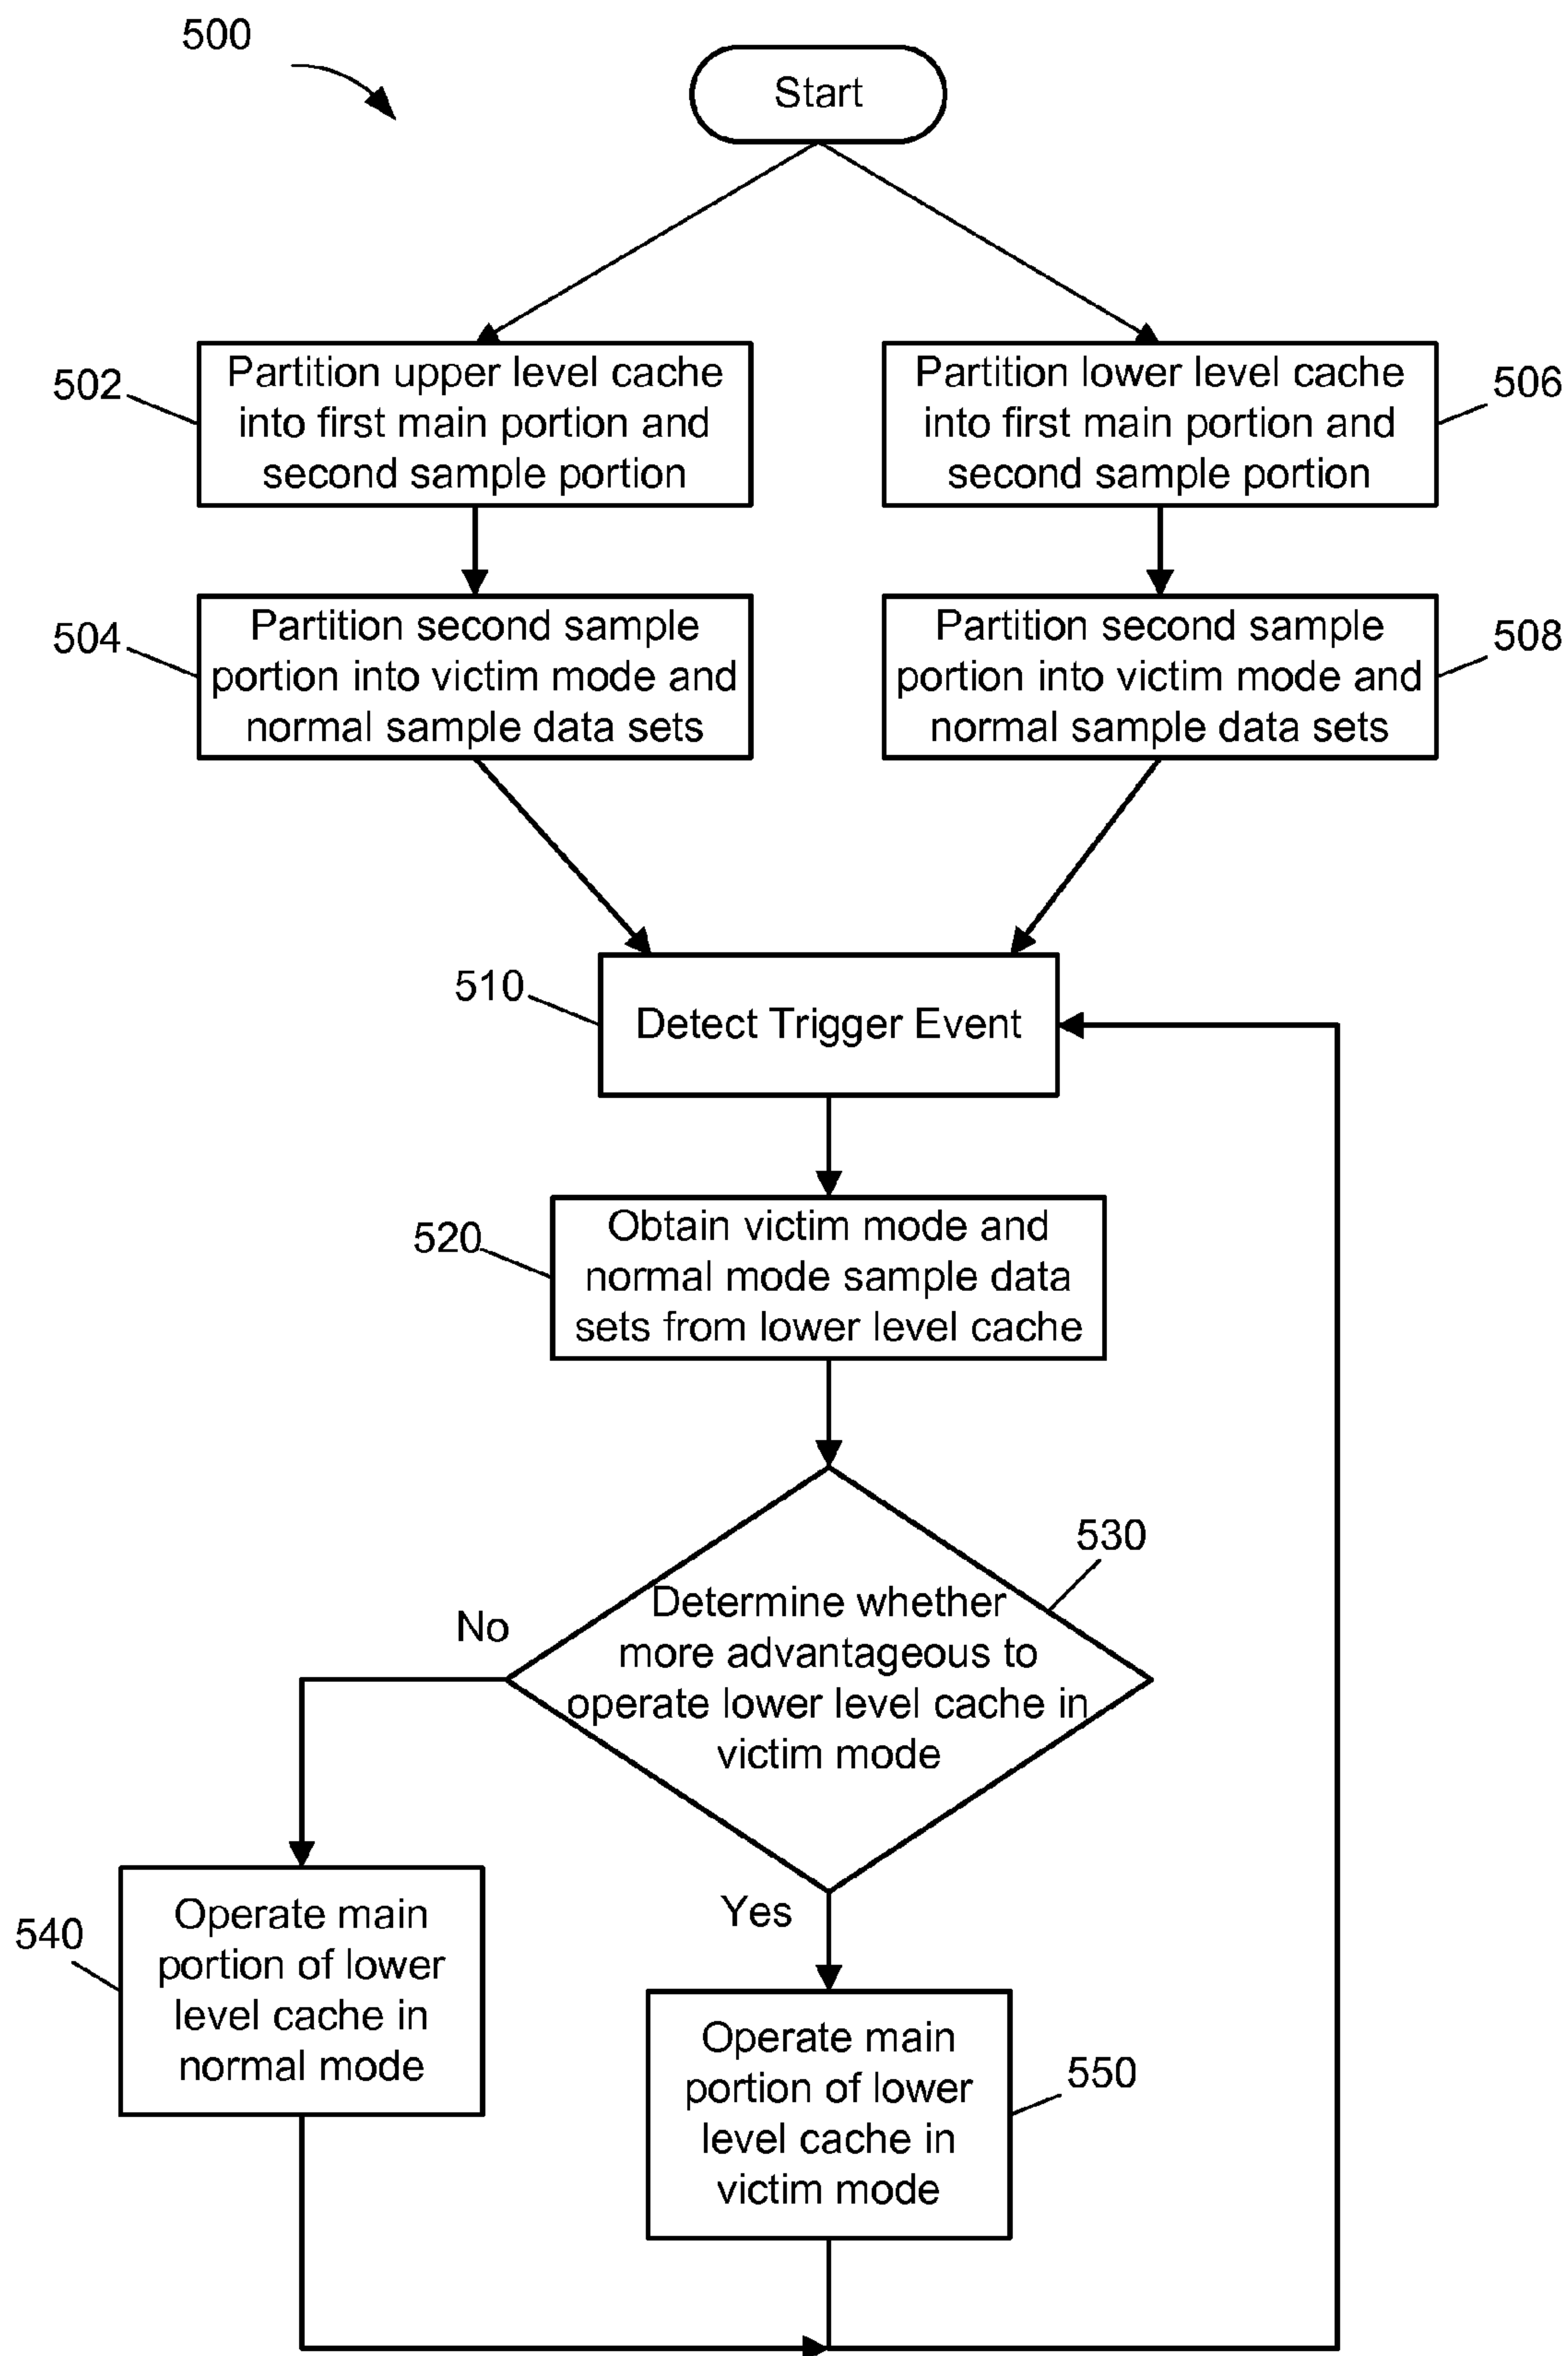 500
Start
502
Partition upper level cache
into first main portion and
second sample portion
Partition lower level cache
into first main portion and
second sample portion
506
504
Partition second sample
portion into victim mode and
normal sample data sets
Partition second sample
portion into victim mode and
normal sample data sets
508
510
Detect Trigger Event
520
Obtain victim mode and
normal mode sample data
sets from lower level cache
530
Determine whether
more advantageous to
operate lower level cache in
victim mode
No
Yes
540
Operate main
portion of lower
level cache in
normal mode
Operate main
portion of lower
level cache in
victim mode
550